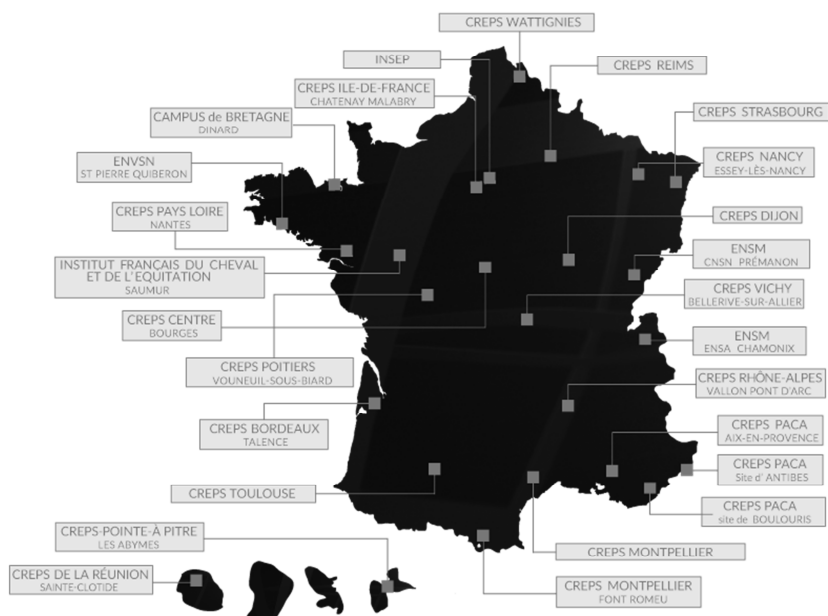 CREPS WATTIGNIES
INSEP
CREPS REIMS
CREPS ILE-DE-FRANCE
CHATENAY MALABRY
CREPS STRASBOURG
CAMPUS de BRETAGNE
DINARD
ENVSN
ST PIERRE QUIBERON
CREPS NANCY
ESSEY-LÈS-NANCY
CREPS PAYS LOIRE
NANTES
CREPS DIJON
INSTITUT FRANÇAIS DU CHEVAL
ET DE L'EQUITATION
SAUMUR
ENSM
CNSN PRÉMANON
CREPS VICHY
BELLERIVE-SUR-ALLIER
CREPS CENTRE
BOURGES
ENSM
ENSA CHAMONIX
CREPS POITIERS
VOUNEUIL-SOUS-BIARD
CREPS RHÔNE-ALPES
VALLON PONT D'ARC
CREPS BORDEAUX
TALENCE
CREPS PACA
AIX-EN-PROVENCE
CREPS PACA
Site d' ANTIBES
CREPS TOULOUSE
CREPS PACA
site de BOULOURIS
CREPS-POINTE-À PITRE
LES ABYMES
CREPS MONTPELLIER
CREPS DE LA RÉUNION
SAINTE-CLOTIDE
CREPS MONTPELLIER
FONT ROMEU